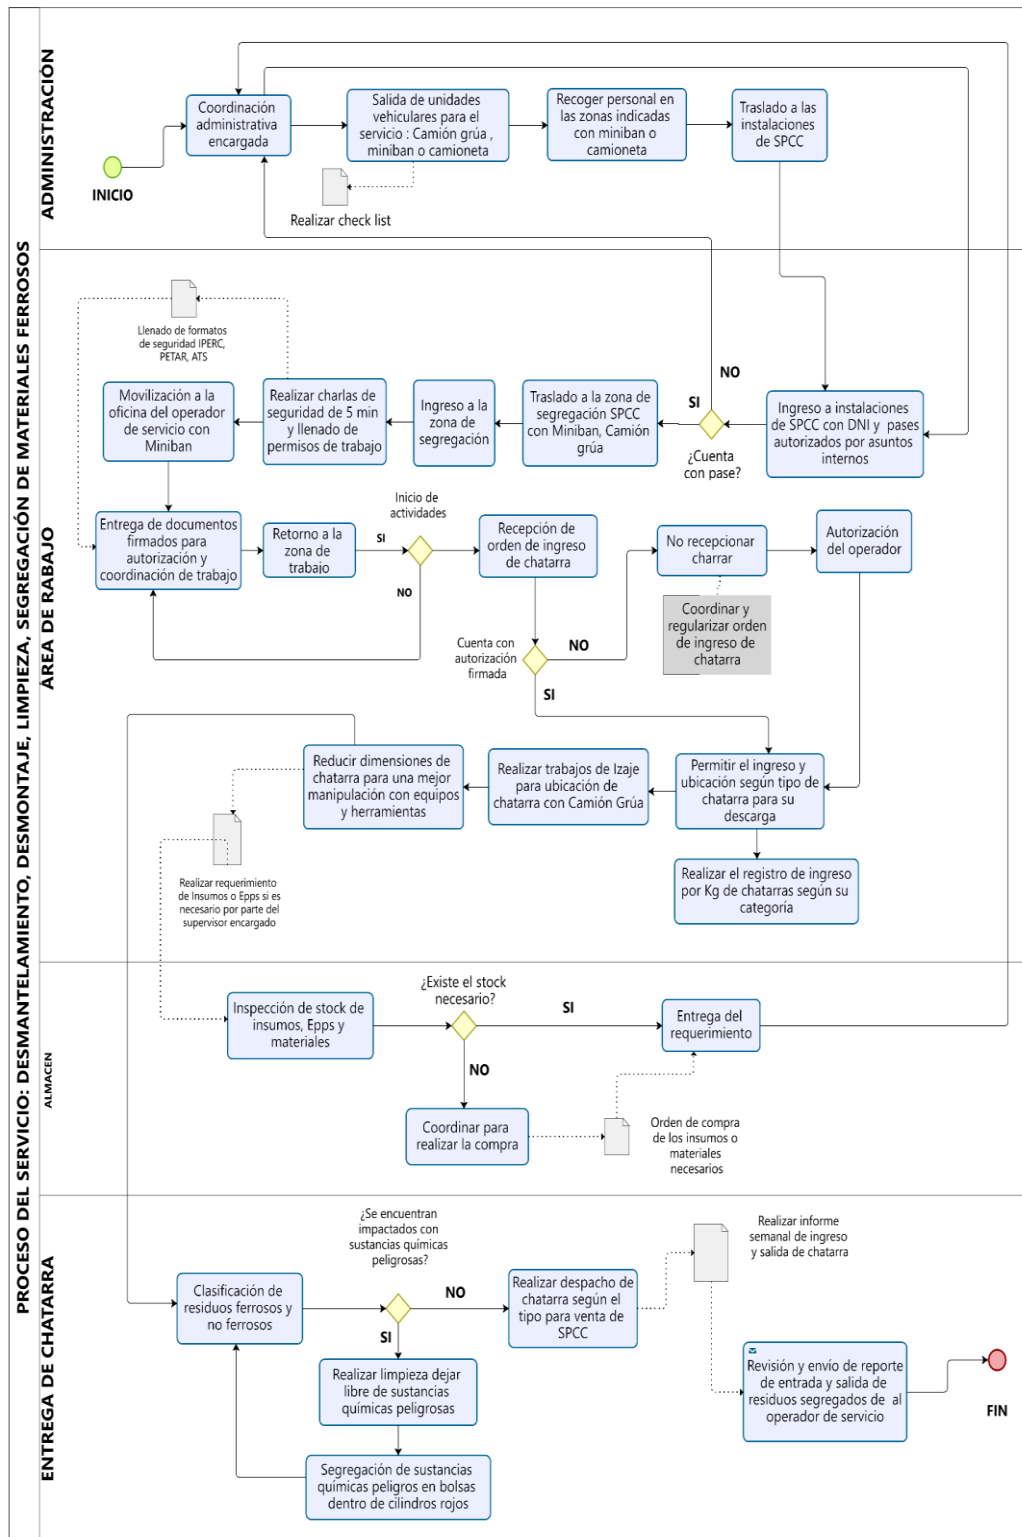 PROCESO DEL SERVICIO: DESMANTELAMIENTO, DESMONTAJE, LIMPIEZA, SEGREGACIÓN DE MATERIALES FERROSOS
ADMINISTRACIÓN
INICIO
Coordinación
administrativa
encargada
Salida de unidades
vehiculares para el
servicio : Camión grúa ,
miniban o camioneta
Realizar check list
Recoger personal en
las zonas indicadas
con miniban o
camioneta
Traslado a las
instalaciones
de SPCC
ÁREA DE RABAJO
Llenado de formatos
de seguridad IPERC,
PETAR, ATS
Movilización a la
oficina del operador
de servicio con
Miniban
Realizar charlas de
seguridad de 5 min
y llenado de
permisos de trabajo
Ingreso a la
zona de
segregación
Traslado a la zona de
segregación SPCC
con Miniban, Camión
grúa
SI
NO
¿Cuenta
con pase?
Ingreso a instalaciones
de SPCC con DNI y pases
autorizados por asuntos
internos
Entrega de documentos
firmados para
autorización y
coordinación de trabajo
Retorno a la
zona de
trabajo
SI
Inicio de
actividades
NO
Recepción de
orden de ingreso
de chatarra
No recepcionar
charrar
Autorización
del operador
Coordinar y
regularizar orden
de ingreso de
chatarra
Cuenta con
autorización
firmada
NO
SI
Reducir dimensiones de
chatarra para una mejor
manipulación con equipos
y herramientas
Realizar trabajos de Izaje
para ubicación de
chatarra con Camión Grúa
Permitir el ingreso y
ubicación según tipo de
chatarra para su
descarga
Realizar requerimiento
de Insumos o Epps si es
necesario por parte del
supervisor encargado
Realizar el registro de ingreso
por Kg de chatarras según su
categoría
ALMACEN
Inspección de stock de
insumos, Epps y
materiales
¿Existe el stock
necesario?
SI
NO
Entrega del
requerimiento
Coordinar para
realizar la compra
Orden de compra
de los insumos o
materiales
necesarios
ENTREGA DE CHATARRA
Clasificación de
residuos ferrosos y
no ferrosos
¿Se encuentran
impactados con
sustancias químicas
peligrosas?
NO
SI
Realizar despacho de
chatarra según el
tipo para venta de
SPCC
Realizar informe
semanal de ingreso
y salida de chatarra
Realizar limpieza dejar
libre de sustancias
químicas peligrosas
Segregación de sustancias
químicas peligros en bolsas
dentro de cilindros rojos
Revisión y envío de reporte
de entrada y salida de
residuos segregados de al
operador de servicio
FIN